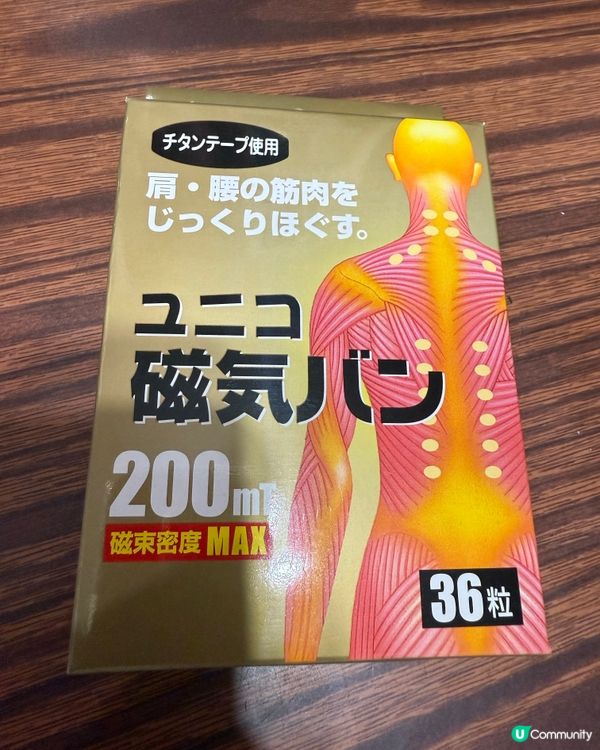 チタンテープ使用
肩・腰の筋肉を
じっくりほぐす。
ユニコ
磁気バン
200mT
磁束密度 MAX
36粒
U Community